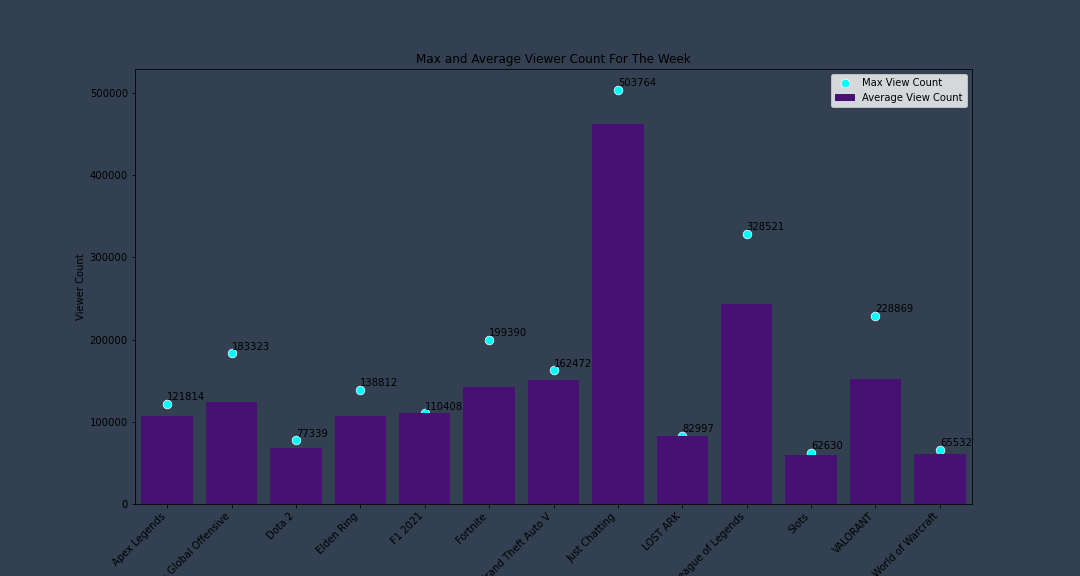 Max and Average Viewer Count For The Week
Max View Count
Average View Count
Viewer Count
500000
400000
300000
200000
100000
0
121814
183323
77339
138812
110408
199390
162472
503764
82997
328521
62630
228869
65532
Apex Legends
Global Offensive
Dota 2
Elden Ring
F1 2021
Fortnite
rand Theft Auto V
Just Chatting
LOST ARK
eague of Legends
Slots
VALORANT
World of Warcraft